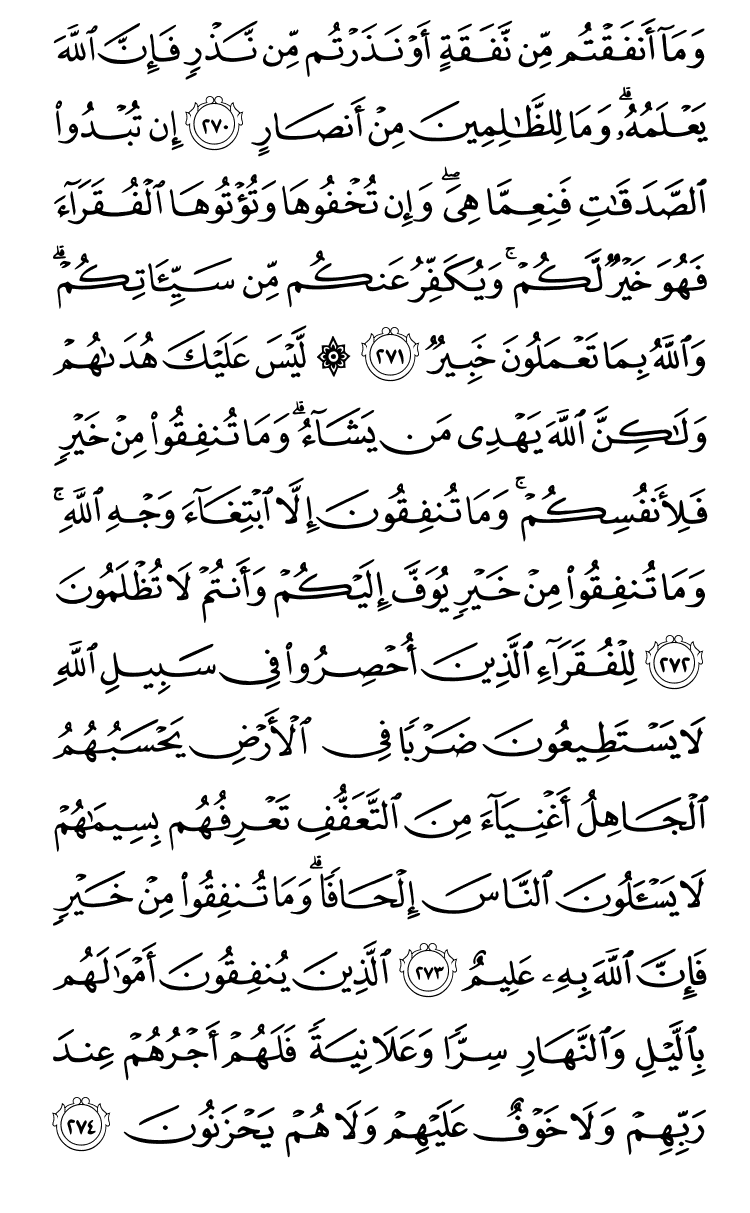 وَمَآ أَنفَقْتُم مِّن نَّفَقَةٍ أَوْ نَذَرْتُم مِّن نَّذْرٍ فَإِنَّ ٱللَّهَ
يَعْلَمُهُۥۗ وَمَا لِلظَّٰلِمِينَ مِنْ أَنصَارٍ ٢٧٠ إِن تُبْدُوا۟
ٱلصَّدَقَٰتِ فَنِعِمَّا هِىَۖ وَإِن تُخْفُوهَا وَتُؤْتُوهَا ٱلْفُقَرَآءَ
فَهُوَ خَيْرٌ لَّكُمْۚ وَيُكَفِّرُ عَنكُم مِّن سَيِّـَٔاتِكُمْۗ
وَٱللَّهُ بِمَا تَعْمَلُونَ خَبِيرٌ ٢٧١ ۞ لَّيْسَ عَلَيْكَ هُدَىٰهُمْ
وَلَٰكِنَّ ٱللَّهَ يَهْدِى مَن يَشَآءُۗ وَمَا تُنفِقُوا۟ مِنْ خَيْرٍ
فَلِأَنفُسِكُمْۚ وَمَا تُنفِقُونَ إِلَّا ٱبْتِغَآءَ وَجْهِ ٱللَّهِۚ
وَمَا تُنفِقُوا۟ مِنْ خَيْرٍ يُوَفَّ إِلَيْكُمْ وَأَنتُمْ لَا تُظْلَمُونَ
٢٧٢ لِلْفُقَرَآءِ ٱلَّذِينَ أُحْصِرُوا۟ فِى سَبِيلِ ٱللَّهِ
لَا يَسْتَطِيعُونَ ضَرْبًا فِى ٱلْأَرْضِ يَحْسَبُهُمُ
ٱلْجَاهِلُ أَغْنِيَآءَ مِنَ ٱلتَّعَفُّفِ تَعْرِفُهُم بِسِيمَٰهُمْ
لَا يَسْـَٔلُونَ ٱلنَّاسَ إِلْحَافًاۗ وَمَا تُنفِقُوا۟ مِنْ خَيْرٍ
فَإِنَّ ٱللَّهَ بِهِۦ عَلِيمٌ ٢٧٣ ٱلَّذِينَ يُنفِقُونَ أَمْوَٰلَهُم
بِٱلَّيْلِ وَٱلنَّهَارِ سِرًّا وَعَلَانِيَةً فَلَهُمْ أَجْرُهُمْ عِندَ
رَبِّهِمْ وَلَا خَوْفٌ عَلَيْهِمْ وَلَا هُمْ يَحْزَنُونَ ٢٧٤